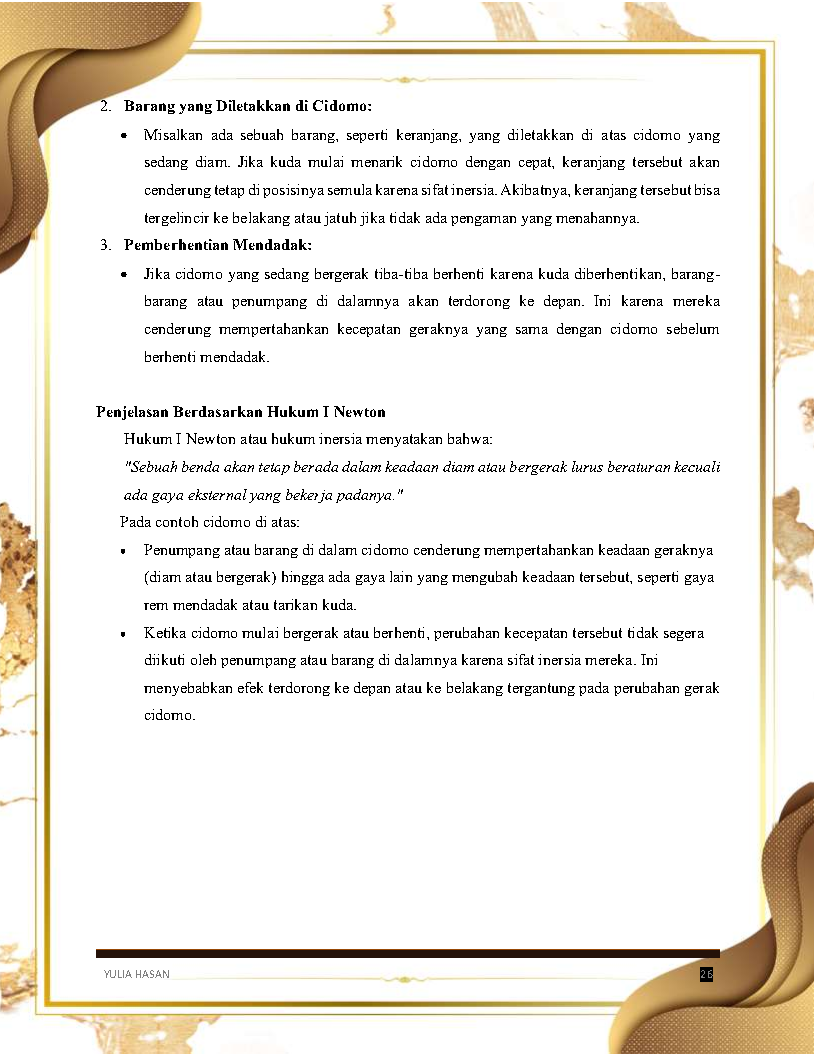 2. Barang yang Diletakkan di Cidomo:
• Misalkan ada sebuah barang, seperti keranjang, yang diletakkan di atas cidomo yang
sedang diam. Jika kuda mulai menarik cidomo dengan cepat, keranjang tersebut akan
cenderung tetap di posisinya semula karena sifat inersia. Akibatnya, keranjang tersebut bisa
tergelincir ke belakang atau jatuh jika tidak ada pengaman yang menahannya.
3. Pemberhentian Mendadak:
• Jika cidomo yang sedang bergerak tiba-tiba berhenti karena kuda diberhentikan, barang-
barang atau penumpang di dalamnya akan terdorong ke depan. Ini karena mereka
cenderung mempertahankan kecepatan geraknya yang sama dengan cidomo sebelum
berhenti mendadak.
Penjelasan Berdasarkan Hukum I Newton
Hukum I Newton atau hukum inersia menyatakan bahwa:
"Sebuah benda akan tetap berada dalam keadaan diam atau bergerak lurus beraturan kecuali
ada gaya eksternal yang bekerja padanya."
Pada contoh cidomo di atas:
• Penumpang atau barang di dalam cidomo cenderung mempertahankan keadaan geraknya
(diam atau bergerak) hingga ada gaya lain yang mengubah keadaan tersebut, seperti gaya
rem mendadak atau tarikan kuda.
• Ketika cidomo mulai bergerak atau berhenti, perubahan kecepatan tersebut tidak segera
diikuti oleh penumpang atau barang di dalamnya karena sifat inersia mereka. Ini
menyebabkan efek terdorong ke depan atau ke belakang tergantung pada perubahan gerak
cidomo.
YULIA HASAN 26